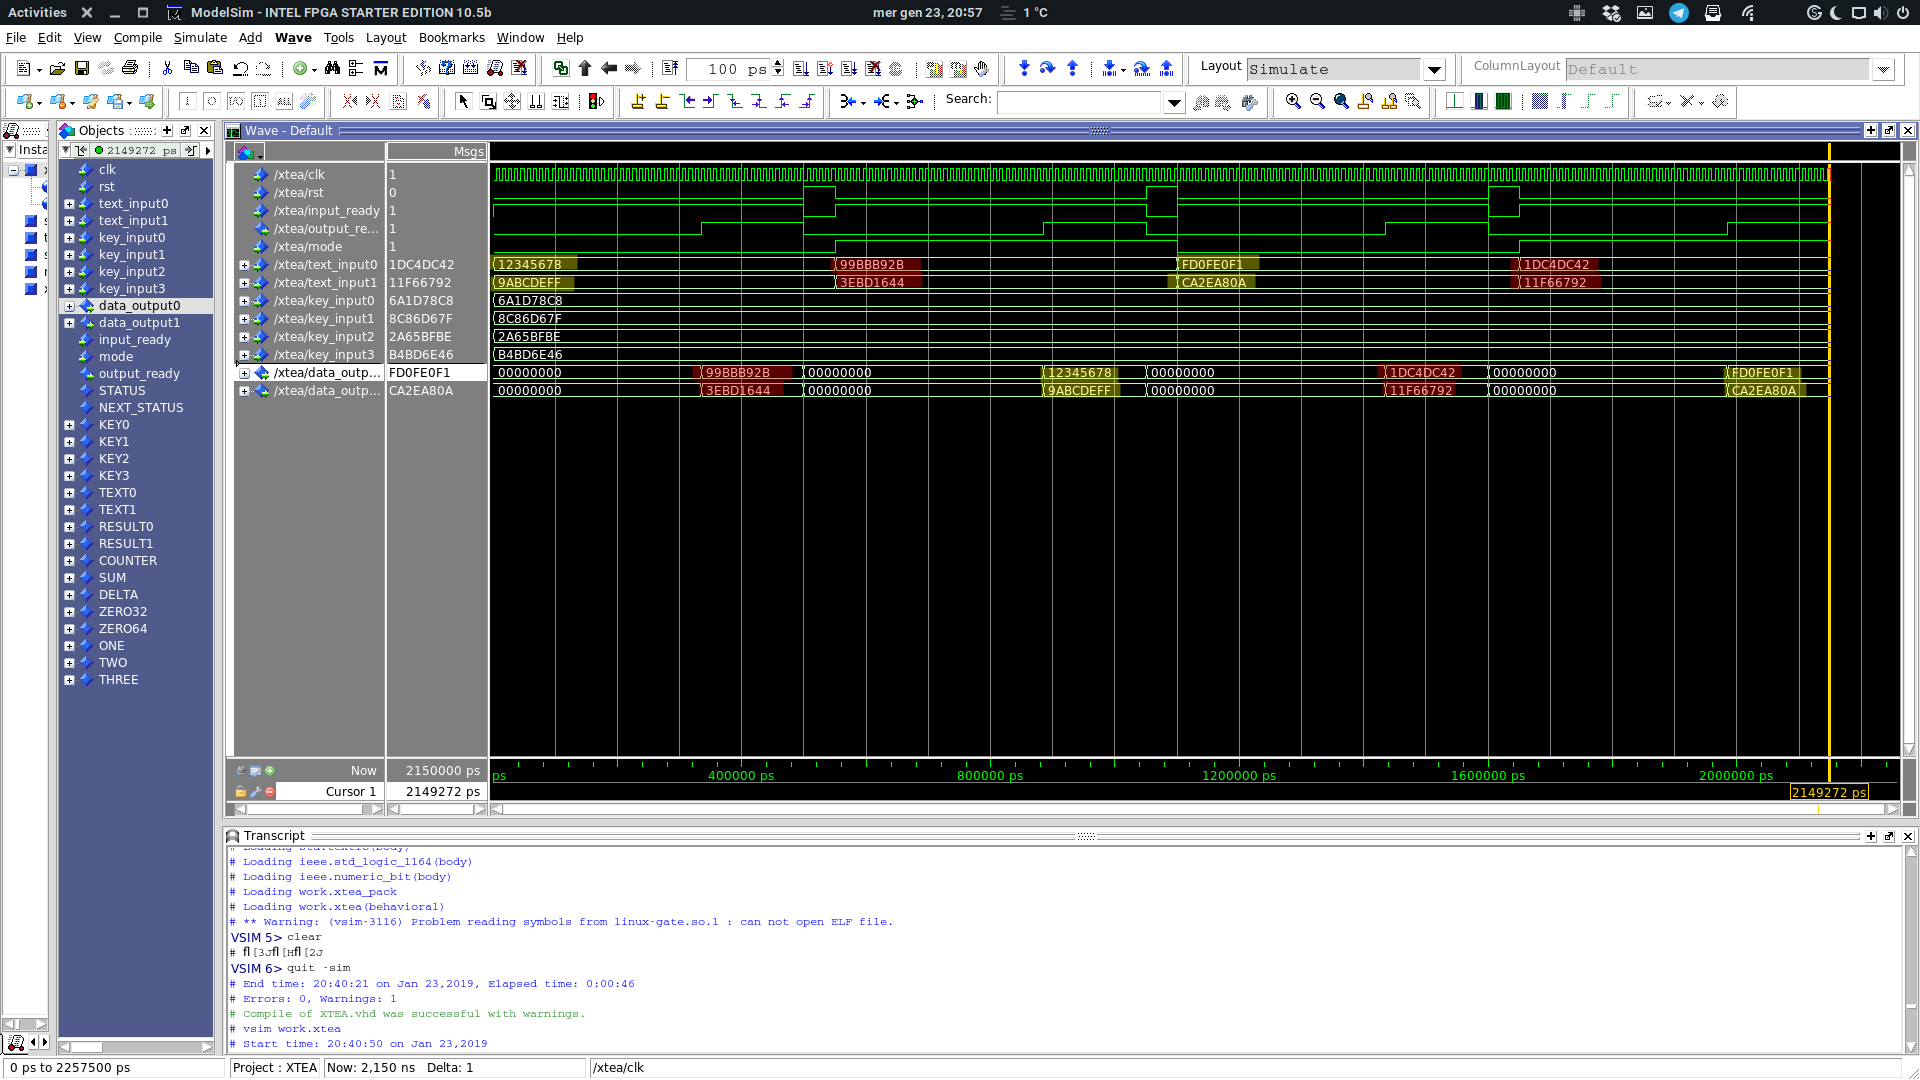 Activities
ModelSim - INTEL FPGA STARTER EDITION 10.5b
mer gen 23, 20:57
1 °C
File Edit View Compile Simulate Add Wave Tools Layout Bookmarks Window Help
100 ps
Layout Simulate
ColumnLayout Default
Search:
Insta
Objects
2149272 ps
clk
rst
text_input0
text_input1
key_input0
key_input1
key_input2
key_input3
data_output0
data_output1
input_ready
mode
output_ready
STATUS
NEXT_STATUS
KEY0
KEY1
KEY2
KEY3
TEXT0
TEXT1
RESULT0
RESULT1
COUNTER
SUM
DELTA
ZERO32
ZERO64
ONE
TWO
THREE
Wave - Default
Msgs
/xtea/clk 1
/xtea/rst 0
/xtea/input_ready 1
/xtea/output_re... 1
/xtea/mode 1
/xtea/text_input0 1DC4DC42 12345678 99BBB92B FD0FE0F1 1DC4DC42
/xtea/text_input1 11F66792 9ABCDEFF 3EBD1644 CA2EA80A 11F66792
/xtea/key_input0 6A1D78C8 6A1D78C8
/xtea/key_input1 8C86D67F 8C86D67F
/xtea/key_input2 2A65BFBE 2A65BFBE
/xtea/key_input3 B4BD6E46 B4BD6E46
/xtea/data_outp... FD0FE0F1 00000000 99BBB92B 00000000 12345678 00000000 1DC4DC42 00000000 FD0FE0F1
/xtea/data_outp... CA2EA80A 00000000 3EBD1644 00000000 9ABCDEFF 00000000 11F66792 00000000 CA2EA80A
Now 2150000 ps
ps 400000 ps 800000 ps 1200000 ps 1600000 ps 2000000 ps
Cursor 1 2149272 ps 2149272 ps
Transcript
# Loading std.textio(body)
# Loading ieee.std_logic_1164(body)
# Loading ieee.numeric_bit(body)
# Loading work.xtea_pack
# Loading work.xtea(behavioral)
# ** Warning: (vsim-3116) Problem reading symbols from linux-gate.so.1 : can not open ELF file.
VSIM 5> clear
# ﬂ[3Jﬂ[Hﬂ[2J
VSIM 6> quit -sim
# End time: 20:40:21 on Jan 23,2019, Elapsed time: 0:00:46
# Errors: 0, Warnings: 1
# Compile of XTEA.vhd was successful with warnings.
# vsim work.xtea
# Start time: 20:40:50 on Jan 23,2019
0 ps to 2257500 ps
Project : XTEA
Now: 2,150 ns Delta: 1
/xtea/clk